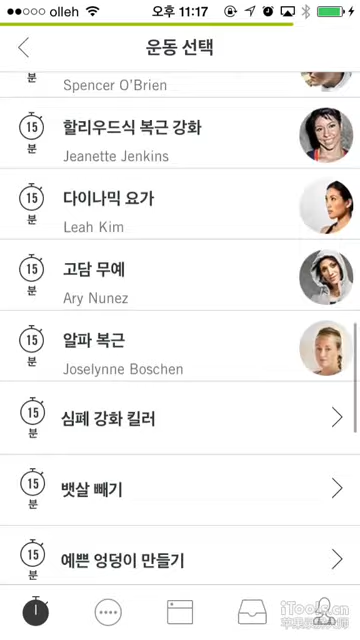 olleh 오후 11:17
운동 선택
분
Spencer O'Brien
15
분
할리우드식 복근 강화
Jeanette Jenkins
15
분
다이나믹 요가
Leah Kim
15
분
고담 무예
Ary Nunez
15
분
알파 복근
Joselynne Boschen
15
분
심폐 강화 킬러
15
분
뱃살 빼기
15
분
예쁜 엉덩이 만들기
iTools.cn